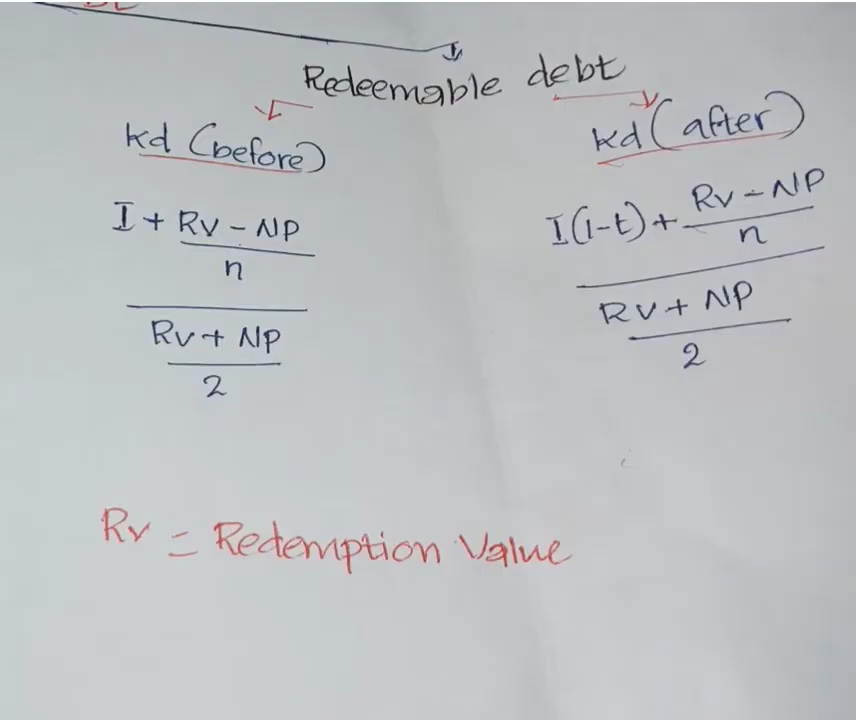 Redeemable debt
Kd (before)
Kd (after)
I + RV - NP
n
RV + NP
2
I(1-t) + RV - NP
n
RV + NP
2
RV = Redemption Value